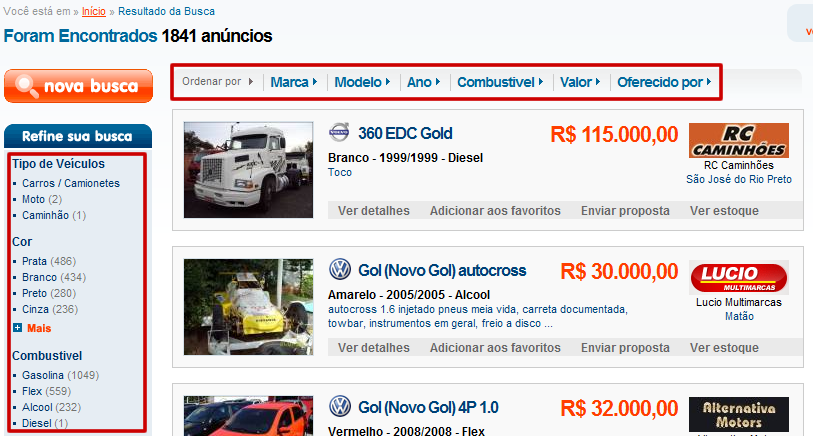 Você está em » Início » Resultado da Busca
Foram Encontrados 1841 anúncios
nova busca
Ordenar por Marca Modelo Ano Combustivel Valor Oferecido por
Refine sua busca
Tipo de Veículos
Carros / Camionetes
Moto (2)
Caminhão (1)
Cor
Prata (486)
Branco (434)
Preto (280)
Cinza (236)
Mais
Combustivel
Gasolina (1049)
Flex (559)
Alcool (232)
Diesel (1)
VOLVO
360 EDC Gold
R$ 115.000,00
Branco - 1999/1999 - Diesel
Toco
RC CAMINHÕES
RC Caminhões
São José do Rio Preto
Ver detalhes Adicionar aos favoritos Enviar proposta Ver estoque
Gol (Novo Gol) autocross
R$ 30.000,00
Amarelo - 2005/2005 - Alcool
autocross 1.6 injetado pneus meia vida, carreta documentada,
towbar, instrumentos em geral, freio a disco ...
LUCIO
MULTIMARCAS
Lucio Multimarcas
Matão
Ver detalhes Adicionar aos favoritos Enviar proposta Ver estoque
Gol (Novo Gol) 4P 1.0
R$ 32.000,00
Vermelho - 2008/2008 - Flex
Alternativa
Motors
Alternativa Motors